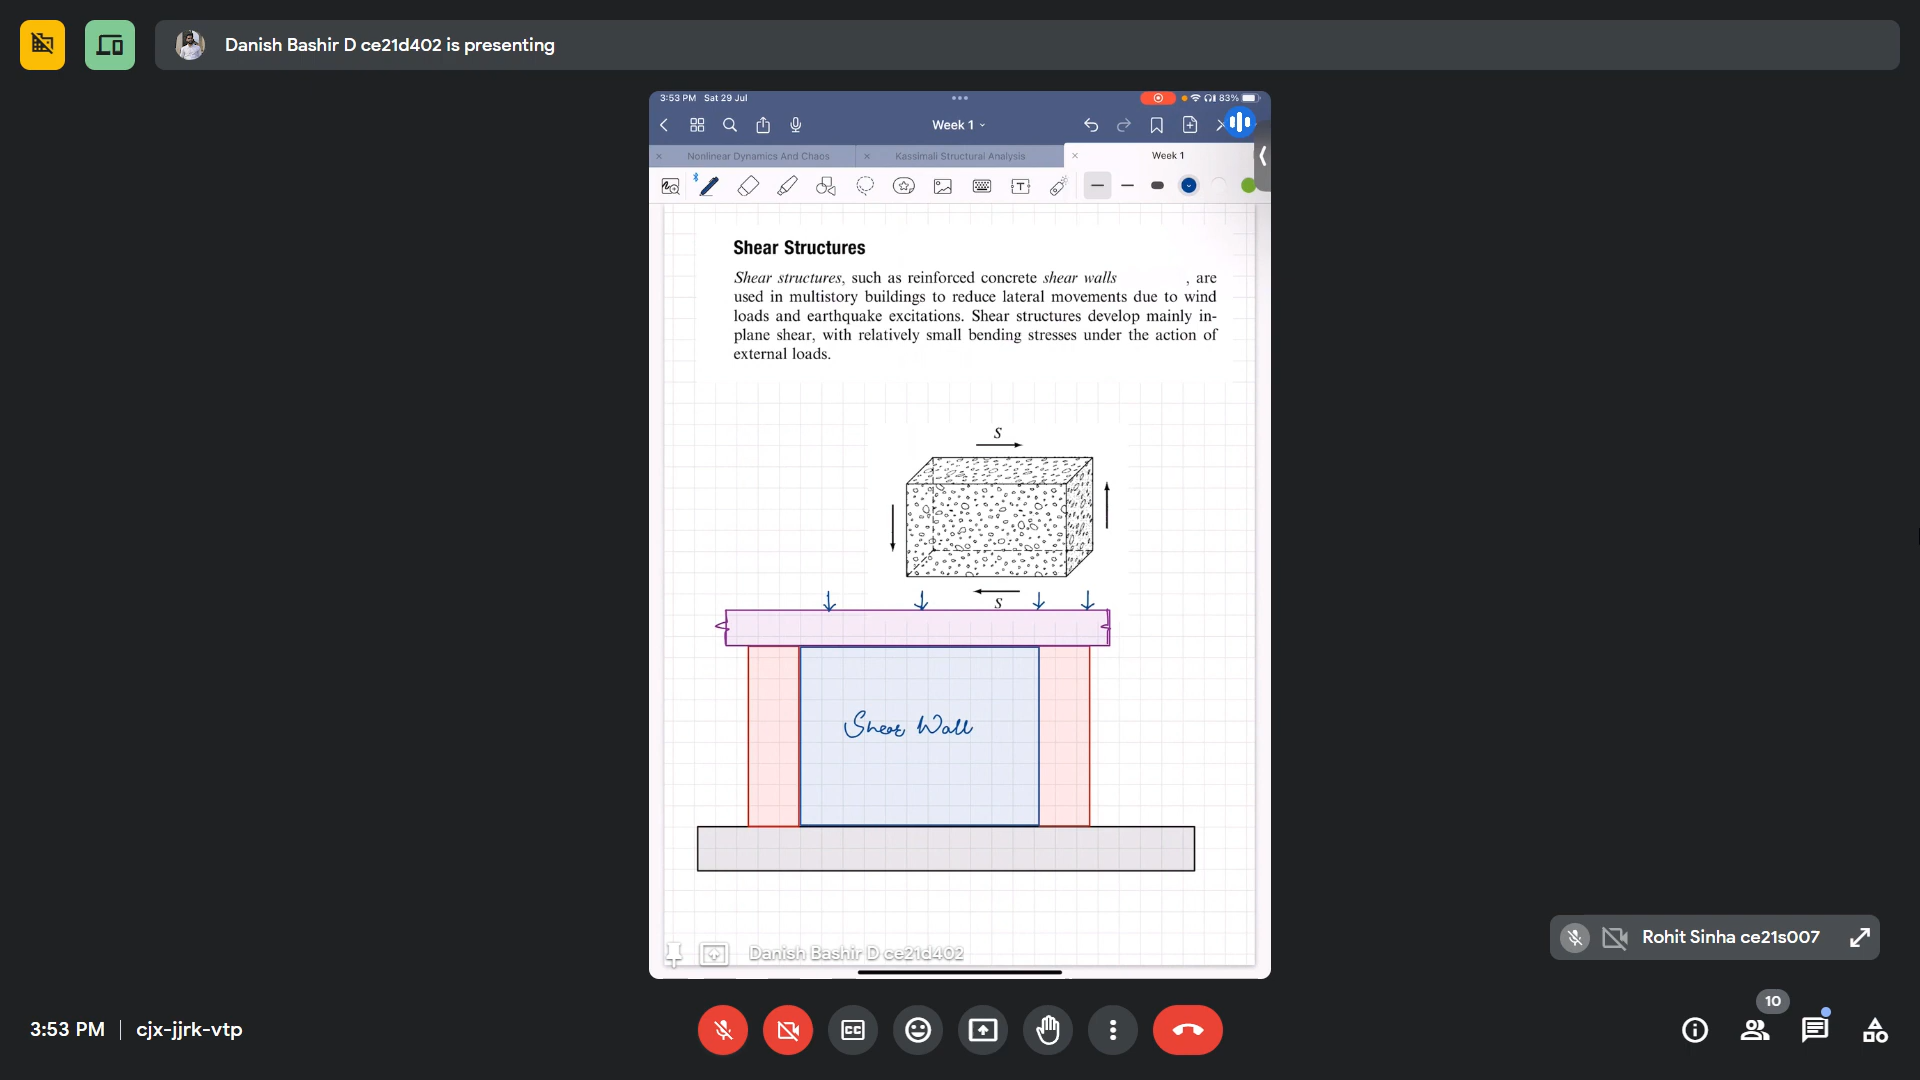 Danish Bashir D ce21d402 is presenting
3:53 PM Sat 29 Jul
83%
Week 1
Nonlinear Dynamics And Chaos
Kassimali Structural Analysis
Week 1
T
Shear Structures
Shear structures, such as reinforced concrete shear walls , are
used in multistory buildings to reduce lateral movements due to wind
loads and earthquake excitations. Shear structures develop mainly in-
plane shear, with relatively small bending stresses under the action of
external loads.
S
S
Shear Wall
Danish Bashir D ce21d402
Rohit Sinha ce21s007
3:53 PM | cjx-jjrk-vtp
CC
10